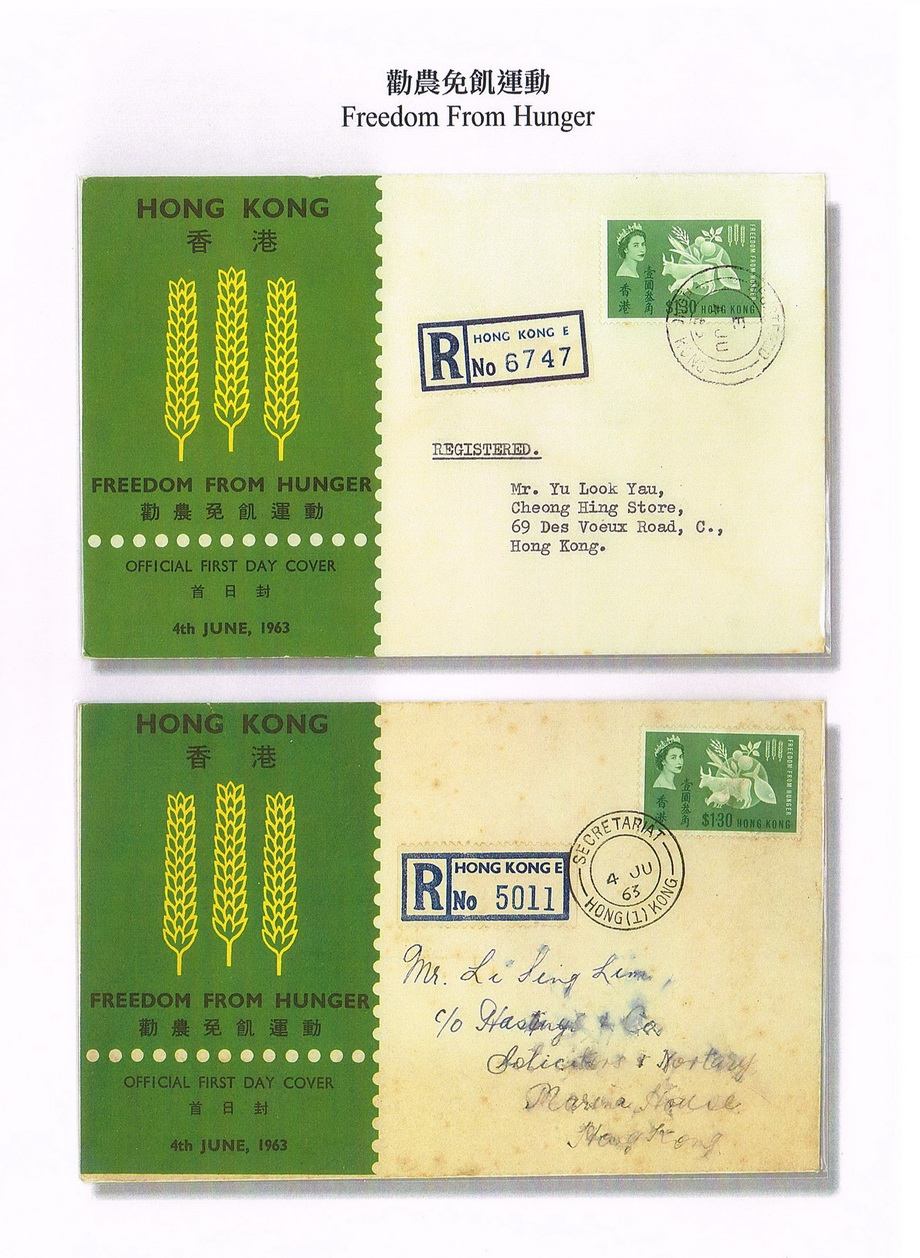 勸農免飢運動
Freedom From Hunger
HONG KONG
香 港
FREEDOM FROM HUNGER
勸農免飢運動
OFFICIAL FIRST DAY COVER
首日封
4th JUNE, 1963
香港
壹圓叁角
FREEDOM FROM HUNGER
$1.30 HONG KONG
R HONG KONG E
No 6747
REGISTERED.
Mr. Yu Look Yau,
Cheong Hing Store,
69 Des Voeux Road, C.,
Hong Kong.
HONG KONG
香 港
FREEDOM FROM HUNGER
勸農免飢運動
OFFICIAL FIRST DAY COVER
首日封
4th JUNE, 1963
香港
壹圓叁角
FREEDOM FROM HUNGER
$1.30 HONG KONG
SECRETARIAT
4 JU
63
HONG (1) KONG
R HONG KONG E
No 5011
Mr. Li Sing Lim,
c/o Hastings & Co.
Solicitors & Nortary
Marina House.
Hong Kong.